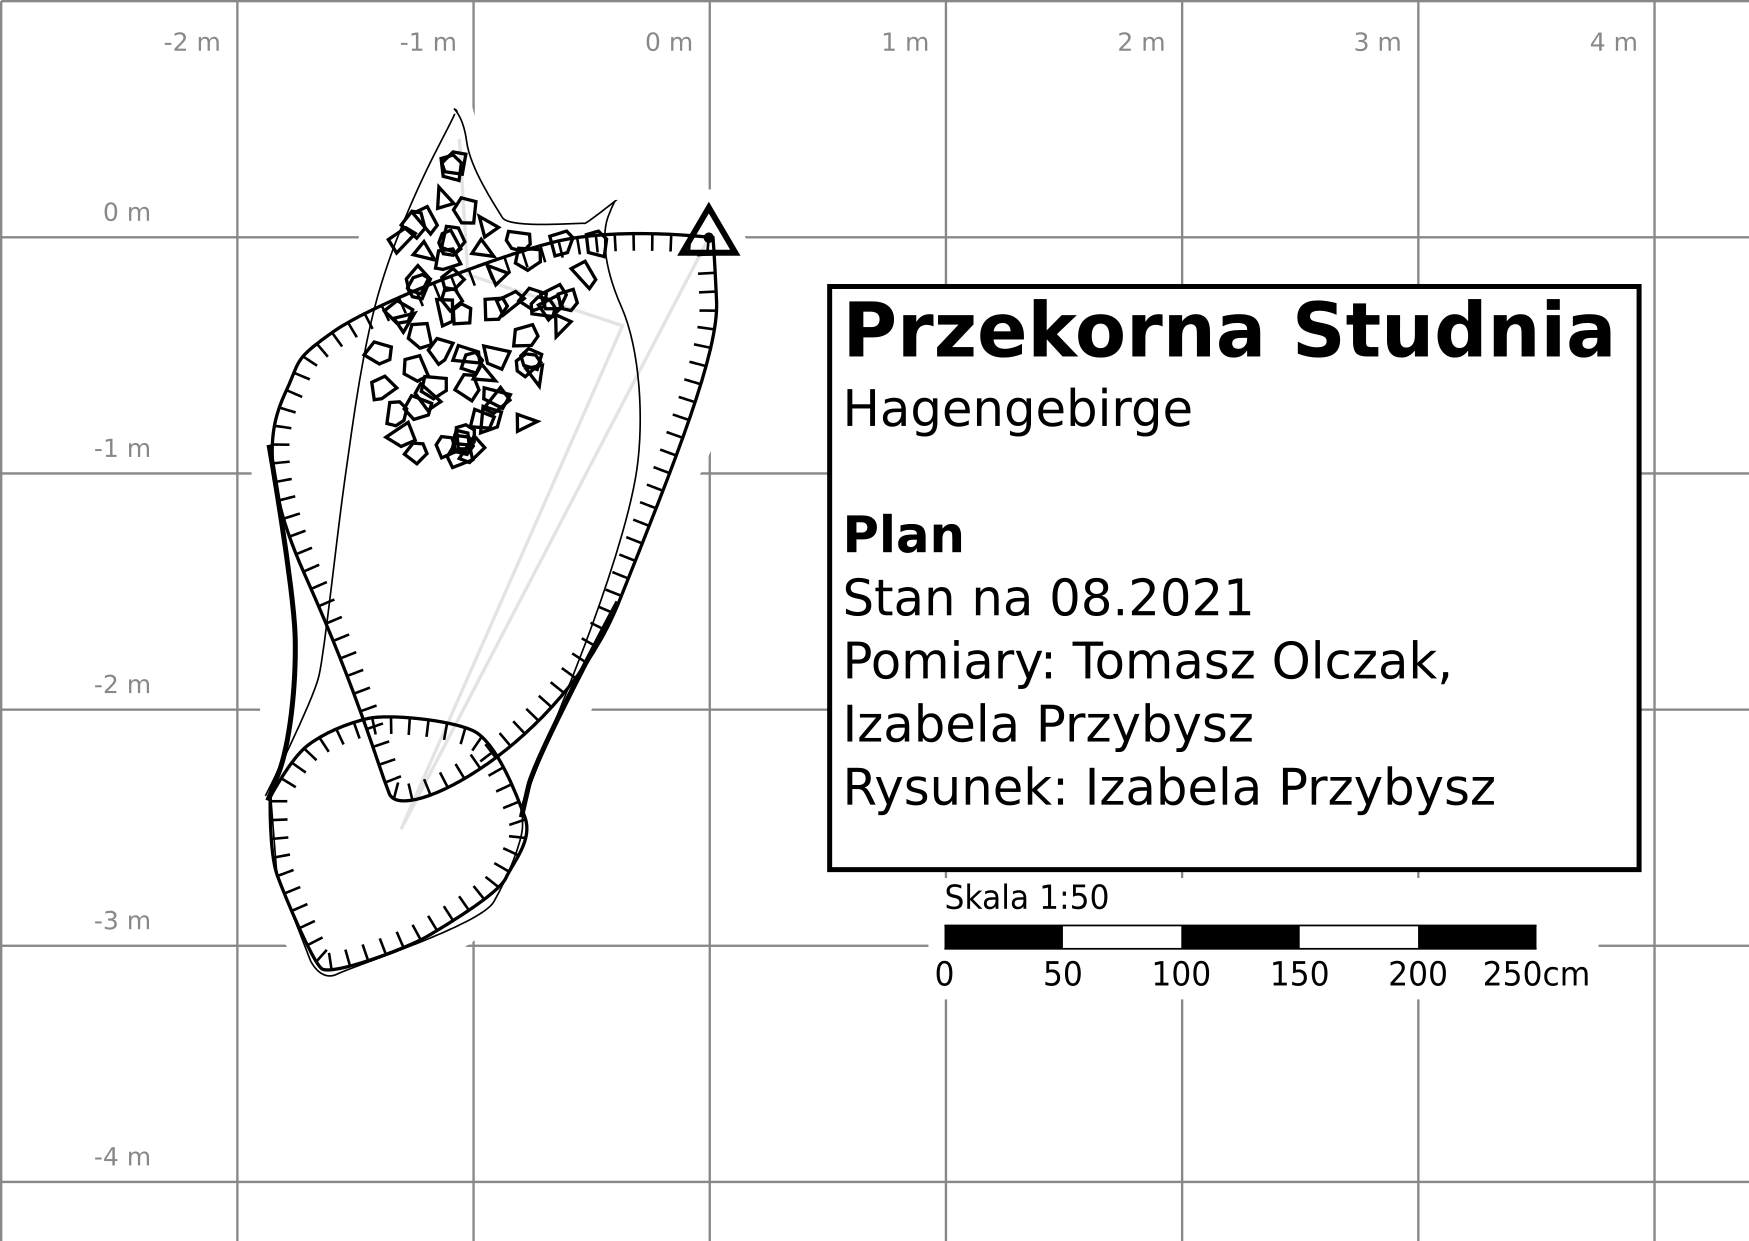 -2 m -1 m 0 m 1 m 2 m 3 m 4 m
0 m
-1 m
-2 m
-3 m
-4 m
Przekorna Studnia
Hagengebirge
Plan
Stan na 08.2021
Pomiary: Tomasz Olczak,
Izabela Przybysz
Rysunek: Izabela Przybysz
Skala 1:50
0 50 100 150 200 250cm